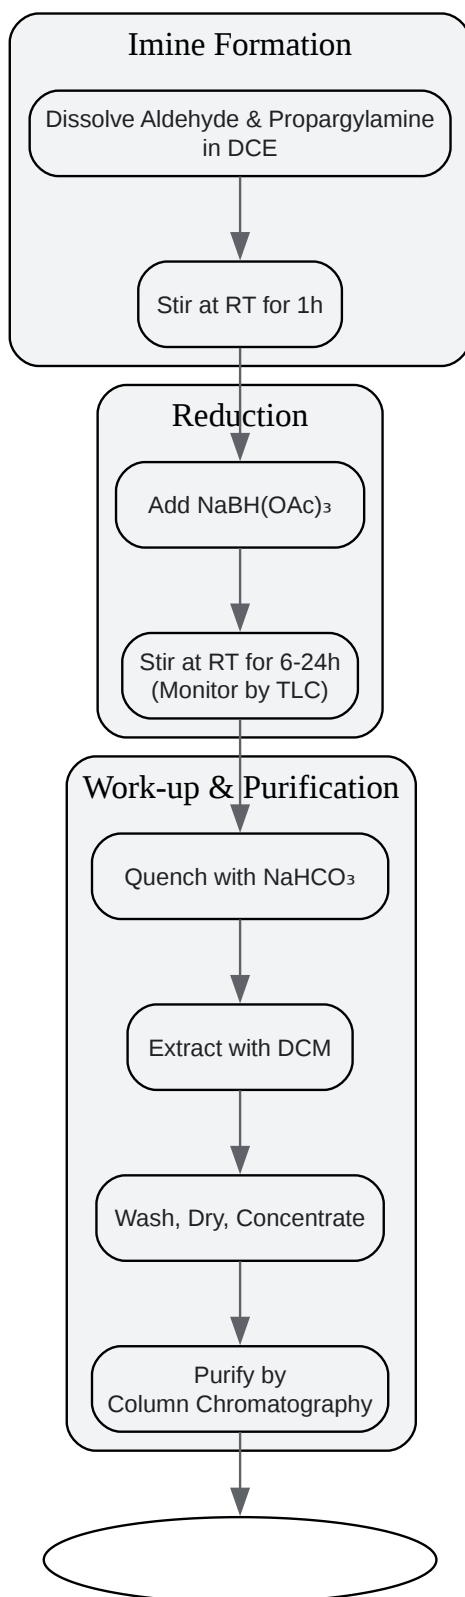 Imine Formation
Dissolve Aldehyde & Propargylamine
in DCE
Stir at RT for 1h
Reduction
Add NaBH(OAc)₃
Stir at RT for 6-24h
(Monitor by TLC)
Work-up & Purification
Quench with NaHCO₃
Extract with DCM
Wash, Dry, Concentrate
Purify by
Column Chromatography